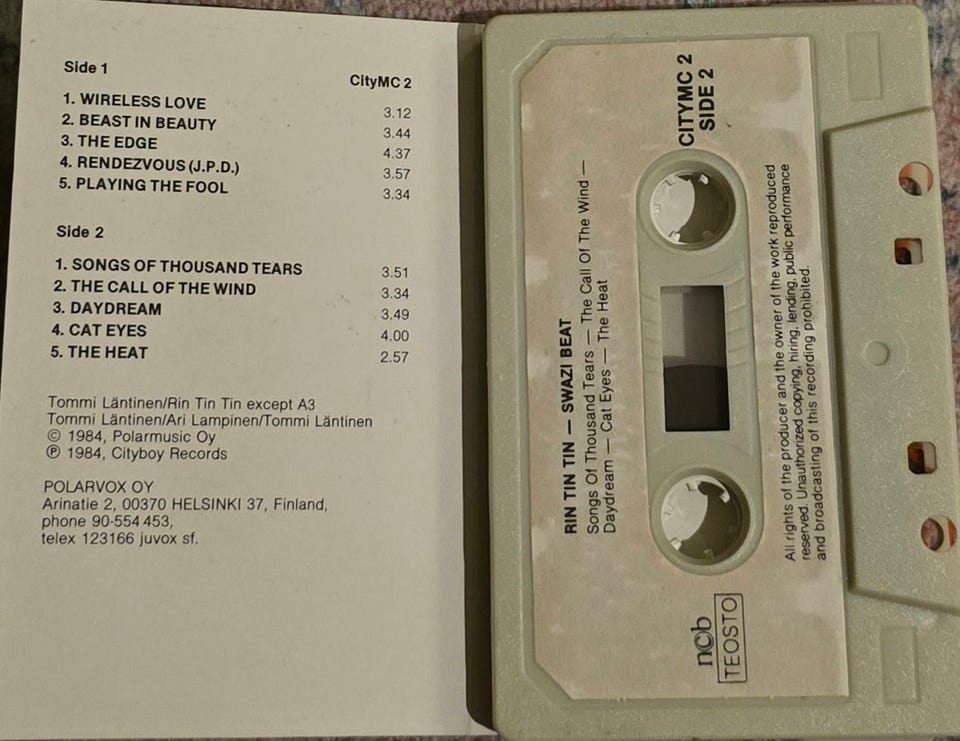 Side 1
CityMC 2
1. WIRELESS LOVE 3.12
2. BEAST IN BEAUTY 3.44
3. THE EDGE 4.37
4. RENDEZVOUS (J.P.D.) 3.57
5. PLAYING THE FOOL 3.34
Side 2
1. SONGS OF THOUSAND TEARS 3.51
2. THE CALL OF THE WIND 3.34
3. DAYDREAM 3.49
4. CAT EYES 4.00
5. THE HEAT 2.57
Tommi Läntinen/Rin Tin Tin except A3
Tommi Läntinen/Ari Lampinen/Tommi Läntinen
© 1984, Polarmusic Oy
℗ 1984, Cityboy Records
POLARVOX OY
Arinatie 2, 00370 HELSINKI 37, Finland,
phone 90-554 453,
telex 123166 juvox sf.
CITYMC 2
SIDE 2
RIN TIN TIN — SWAZI BEAT
Songs Of Thousand Tears — The Call Of The Wind —
Daydream — Cat Eyes — The Heat
All rights of the producer and the owner of the work reproduced
reserved. Unauthorized copying, hiring, lending, public performance
and broadcasting of this recording prohibited.
ncb
TEOSTO